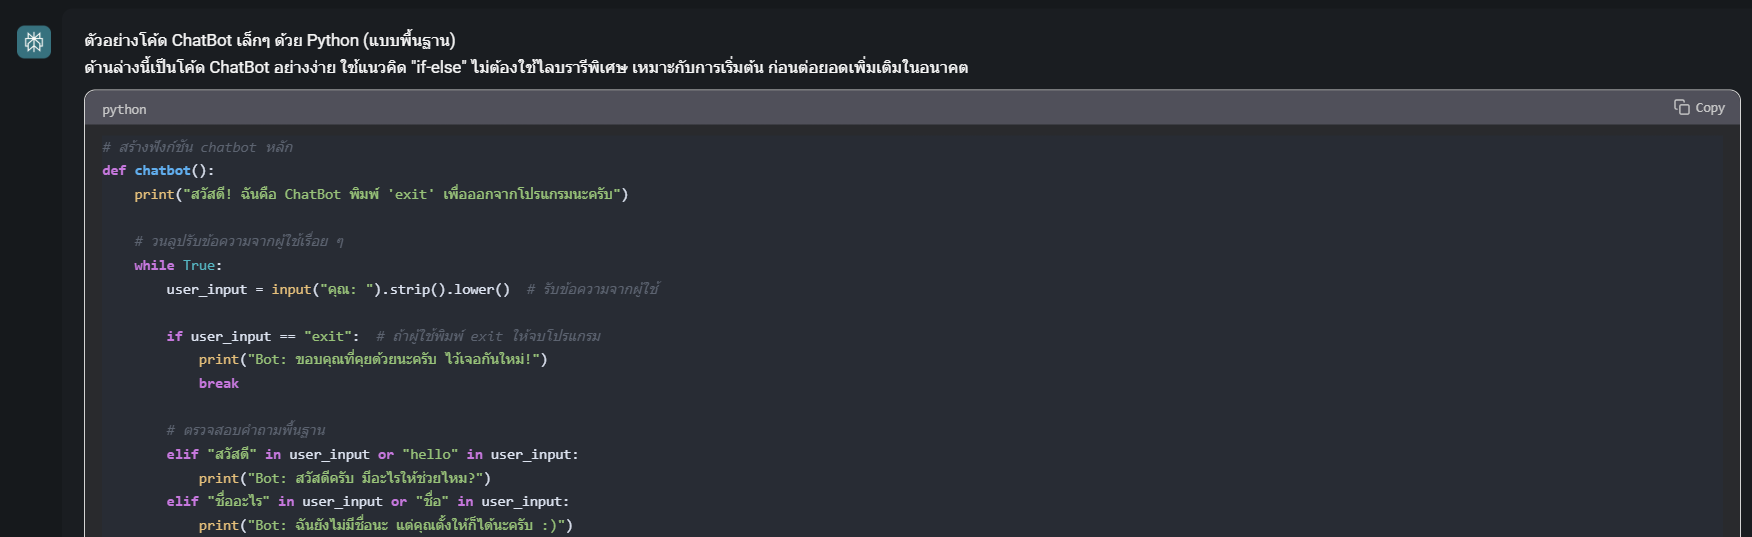 ตัวอย่างโค้ด ChatBot เล็กๆ ด้วย Python (แบบพื้นฐาน)
ด้านล่างนี้เป็นโค้ด ChatBot อย่างง่าย ใช้แนวคิด "if-else" ไม่ต้องใช้ไลบรารีพิเศษ เหมาะกับการเริ่มต้น ก่อนต่อยอดเพิ่มเติมในอนาคต
python
Copy
# สร้างฟังก์ชัน chatbot หลัก
def chatbot():
    print("สวัสดี! ฉันคือ ChatBot พิมพ์ 'exit' เพื่อออกจากโปรแกรมนะครับ")
    # วนลูปรับข้อความจากผู้ใช้เรื่อย ๆ
    while True:
        user_input = input("คุณ: ").strip().lower()  # รับข้อความจากผู้ใช้
        if user_input == "exit":  # ถ้าผู้ใช้พิมพ์ exit ให้จบโปรแกรม
            print("Bot: ขอบคุณที่คุยด้วยนะครับ ไว้เจอกันใหม่!")
            break
        # ตรวจสอบคำถามพื้นฐาน
        elif "สวัสดี" in user_input or "hello" in user_input:
            print("Bot: สวัสดีครับ มีอะไรให้ช่วยไหม?")
        elif "ชื่ออะไร" in user_input or "ชื่อ" in user_input:
            print("Bot: ฉันยังไม่มีชื่อนะ แต่คุณตั้งให้ก็ได้นะครับ :)")